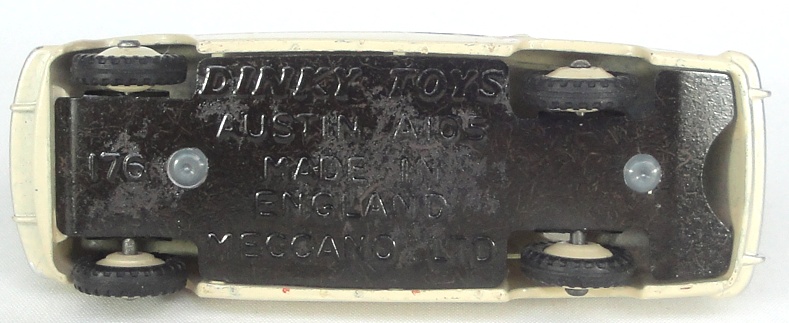 DINKY TOYS
AUSTIN A105
176 MADE IN
ENGLAND
MECCANO LTD